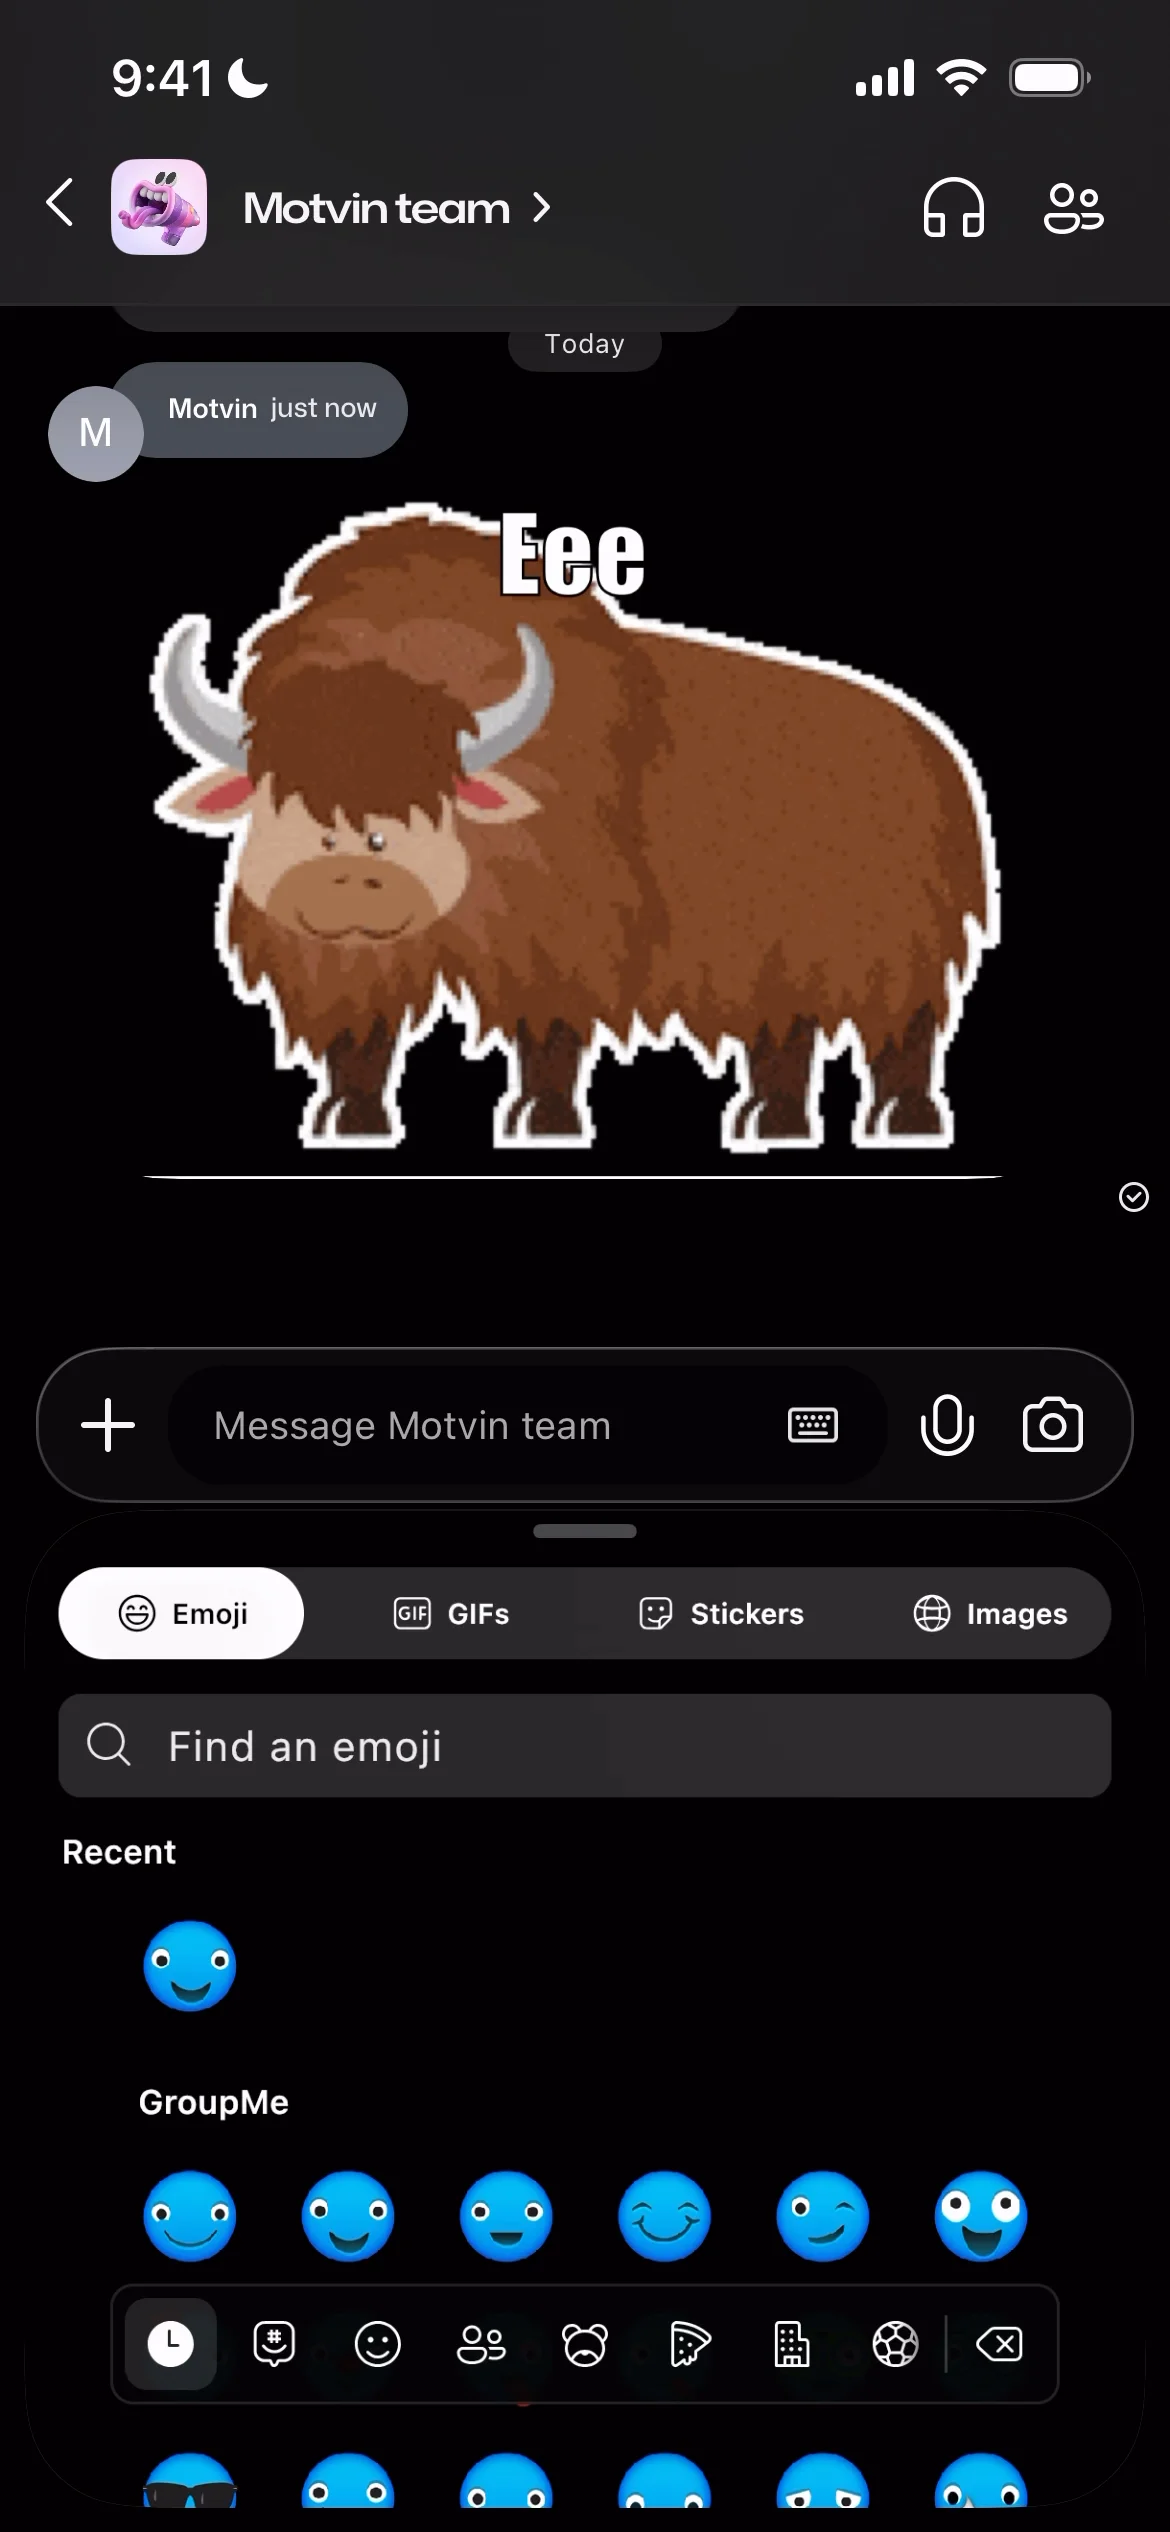 9:41
Motvin team
Today
M
Motvin just now
Eee
Message Motvin team
Emoji
GIF GIFs
Stickers
Images
Find an emoji
Recent
GroupMe